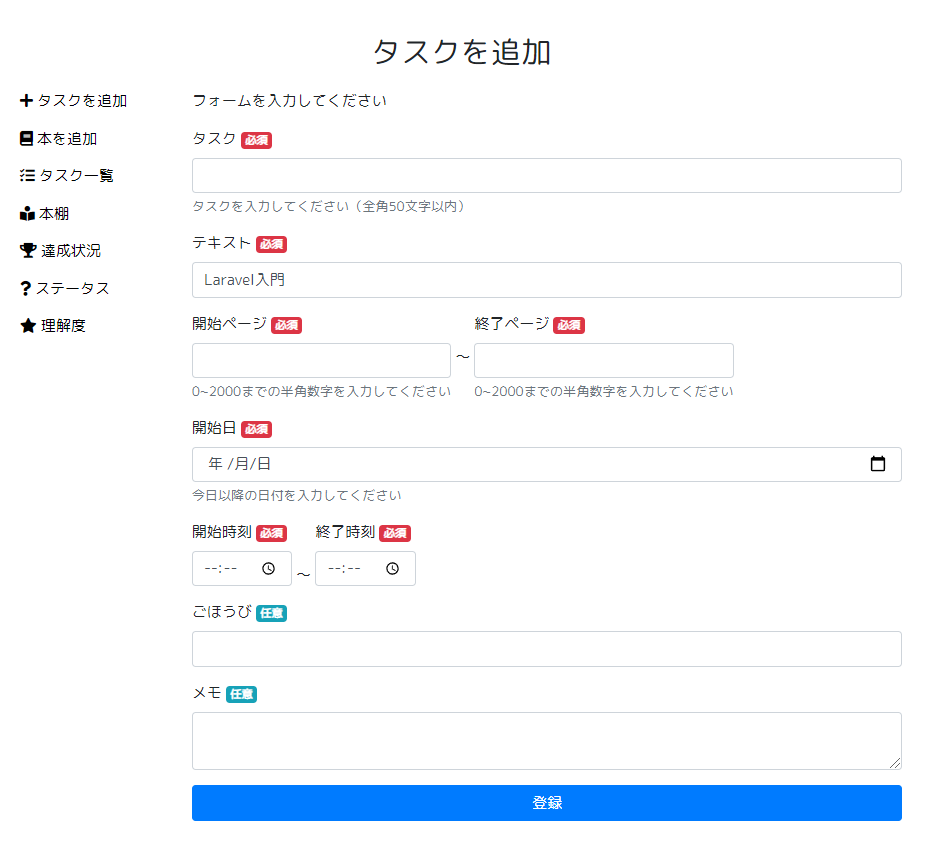 タスクを追加
タスクを追加
本を追加
タスク一覧
本棚
達成状況
ステータス
理解度
フォームを入力してください
タスク 必須
タスクを入力してください（全角50文字以内）
テキスト 必須
Laravel入門
開始ページ 必須 終了ページ 必須
～
0~2000までの半角数字を入力してください 0~2000までの半角数字を入力してください
開始日 必須
年 /月/日
今日以降の日付を入力してください
開始時刻 必須 終了時刻 必須
--:-- ～ --:--
ごほうび 任意
メモ 任意
登録